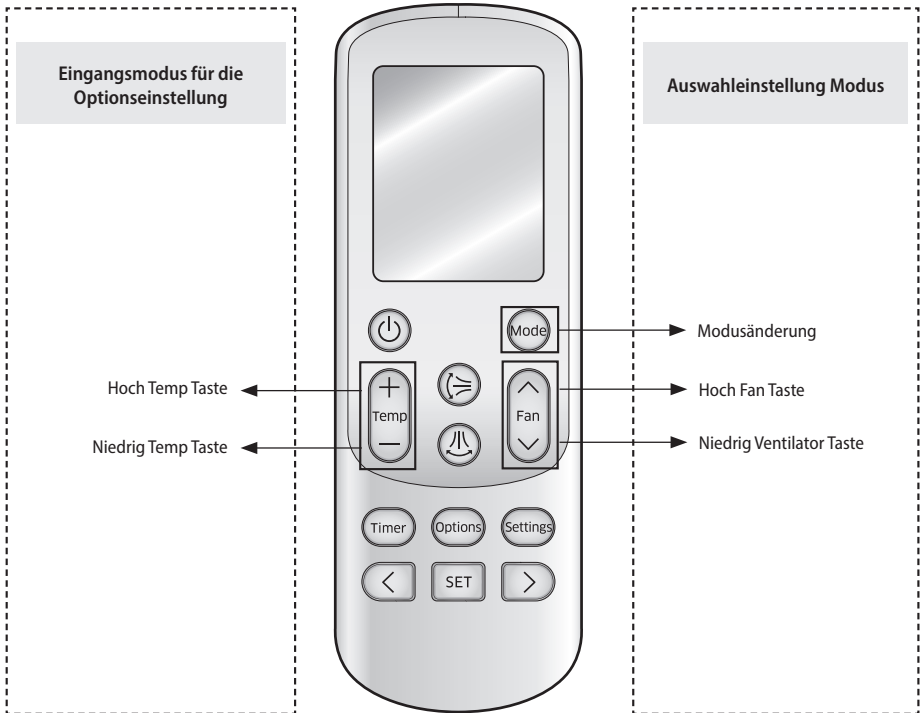 Eingangsmodus für die
Optionseinstellung
Auswahleinstellung Modus
Mode
Modusänderung
Hoch Temp Taste
Niedrig Temp Taste
+
Temp
−
Fan
Hoch Fan Taste
Niedrig Ventilator Taste
Timer
Options
Settings
<
SET
>